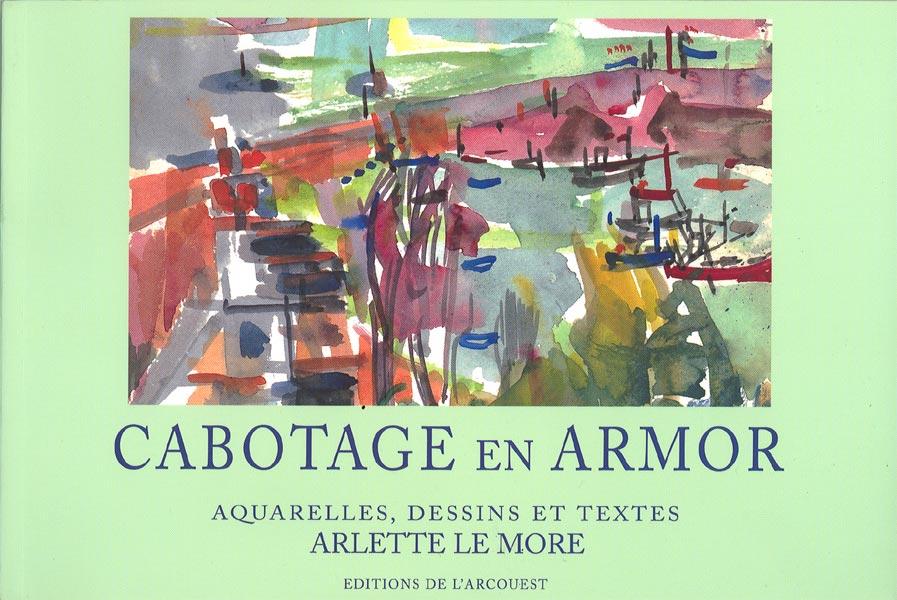 CABOTAGE EN ARMOR
AQUARELLES, DESSINS ET TEXTES
ARLETTE LE MORE
EDITIONS DE L'ARCOUEST